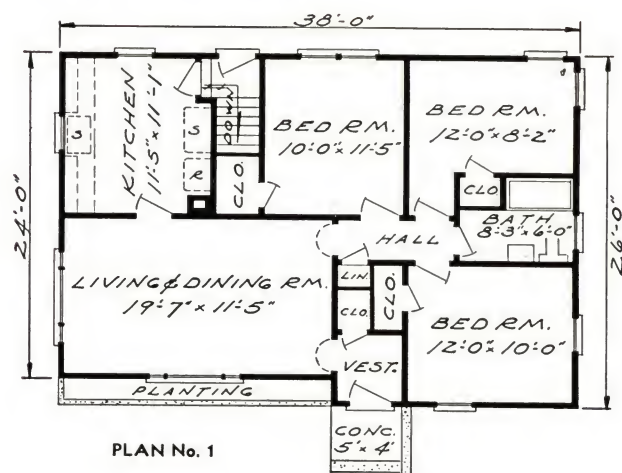 38'-0"
24'-0"
26'-0"
KITCHEN
11'-5" x 11'-1"
S
S
R
DOWN
CLO.
BED RM.
10'-0" x 11'-5"
BED RM.
12'-0" x 8'-2"
CLO
BATH
8'-3" x 6'-0"
HALL
LIVING & DINING RM.
19'-7" x 11'-5"
LIN.
CLO.
CLO.
BED RM.
12'-0" x 10'-0"
VEST.
PLANTING
CONC.
5' x 4'
PLAN No. 1